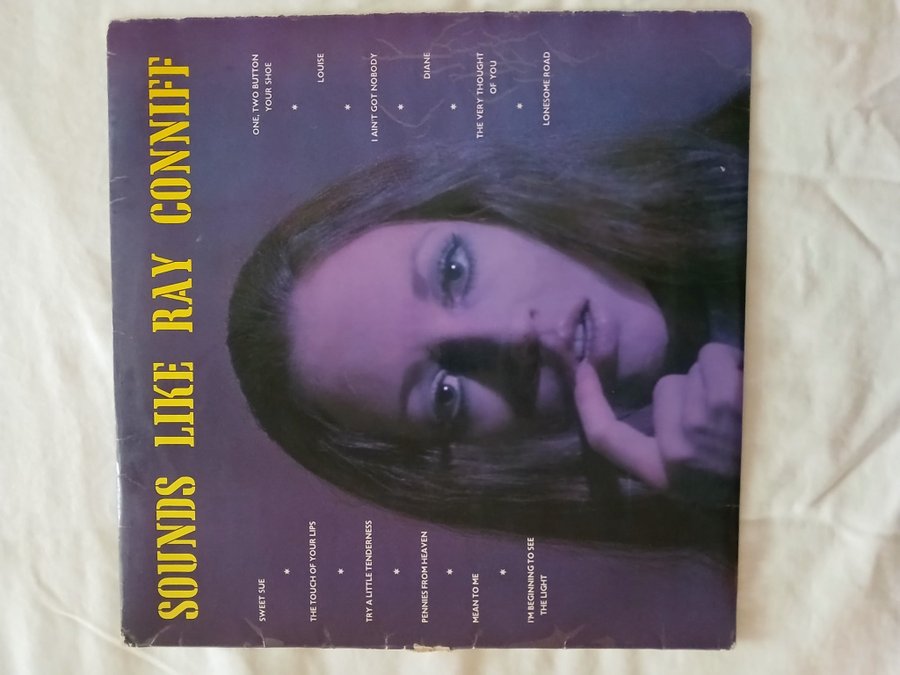 SOUNDS LIKE RAY CONNIFF
SWEET SUE
*
THE TOUCH OF YOUR LIPS
*
TRY A LITTLE TENDERNESS
*
PENNIES FROM HEAVEN
*
MEAN TO ME
*
I'M BEGINNING TO SEE
THE LIGHT
ONE, TWO BUTTON
YOUR SHOE
*
LOUISE
*
I AIN'T GOT NOBODY
*
DIANE
*
THE VERY THOUGHT
OF YOU
*
LONESOME ROAD